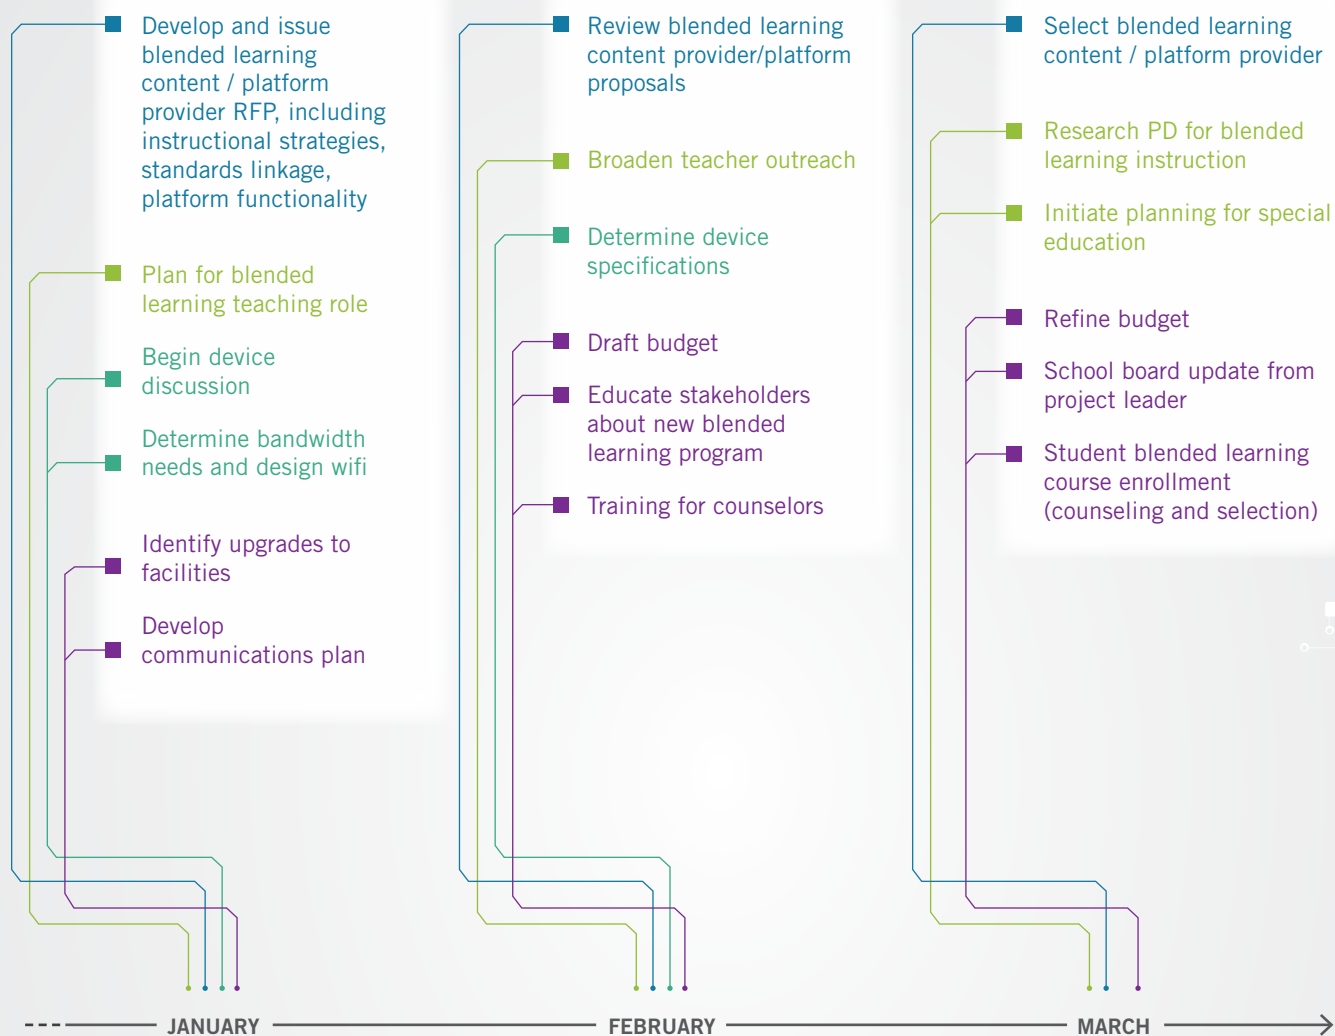 Develop and issue
blended learning
content / platform
provider RFP, including
instructional strategies,
standards linkage,
platform functionality
Plan for blended
learning teaching role
Begin device
discussion
Determine bandwidth
needs and design wifi
Identify upgrades to
facilities
Develop
communications plan
Review blended learning
content provider/platform
proposals
Broaden teacher outreach
Determine device
specifications
Draft budget
Educate stakeholders
about new blended
learning program
Training for counselors
Select blended learning
content / platform provider
Research PD for blended
learning instruction
Initiate planning for special
education
Refine budget
School board update from
project leader
Student blended learning
course enrollment
(counseling and selection)
JANUARY
FEBRUARY
MARCH